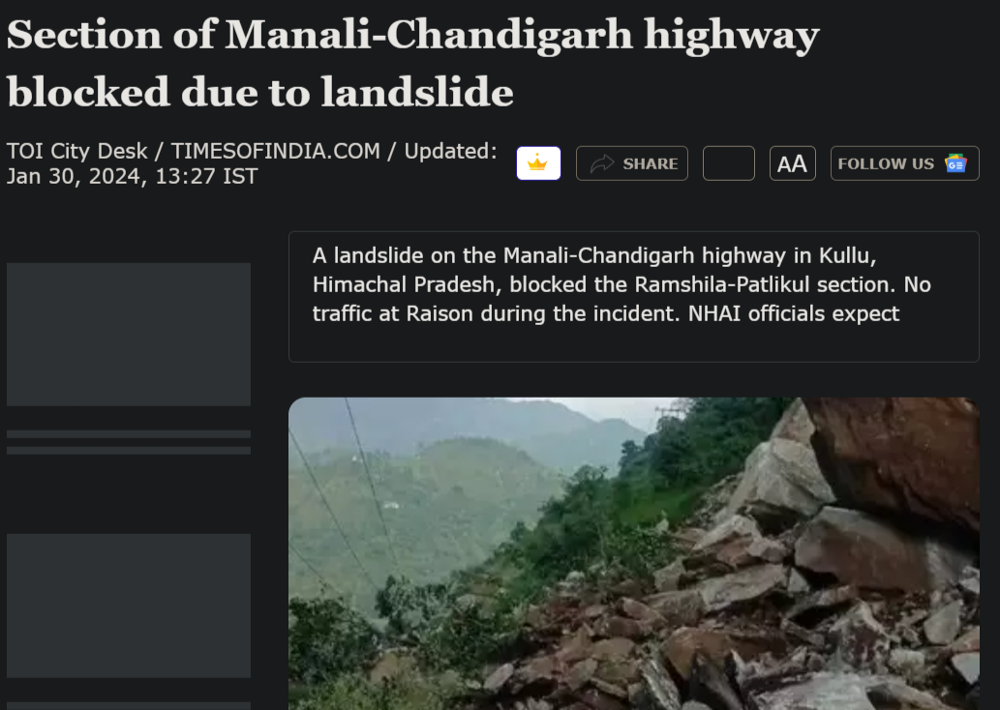 Section of Manali-Chandigarh highway
blocked due to landslide
TOI City Desk / TIMESOFINDIA.COM / Updated:
Jan 30, 2024, 13:27 IST
SHARE
AA
FOLLOW US
GE
A landslide on the Manali-Chandigarh highway in Kullu,
Himachal Pradesh, blocked the Ramshila-Patlikul section. No
traffic at Raison during the incident. NHAI officials expect